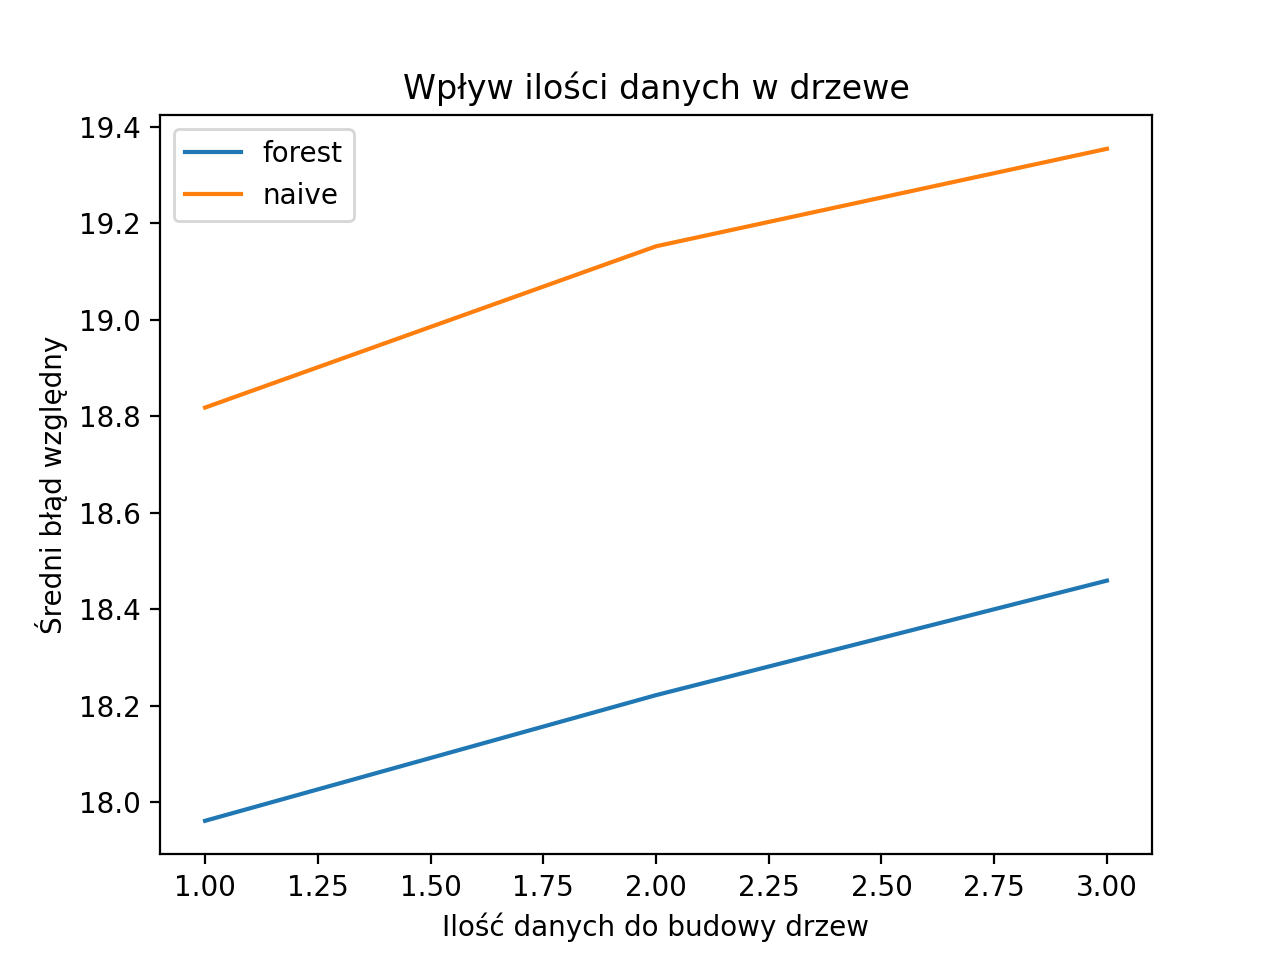 Wpływ ilości danych w drzewe
forest
naive
19.4
19.2
19.0
18.8
18.6
18.4
18.2
18.0
Średni błąd względny
1.00 1.25 1.50 1.75 2.00 2.25 2.50 2.75 3.00
Ilość danych do budowy drzew